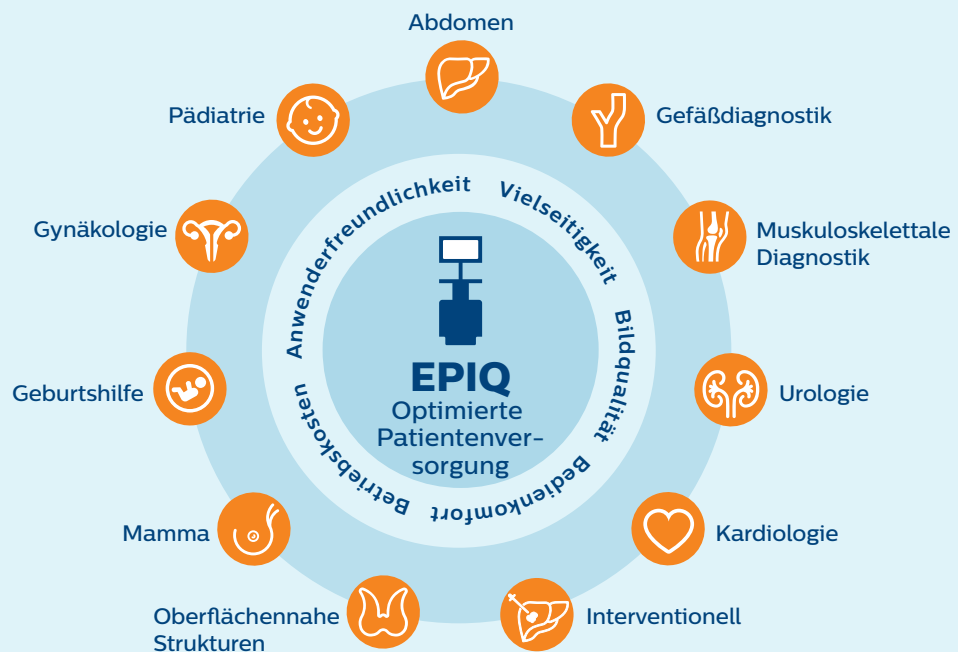 Abdomen
Gefäßdiagnostik
Muskuloskelettale
Diagnostik
Urologie
Kardiologie
Interventionell
Oberflächennahe
Strukturen
Mamma
Geburtshilfe
Gynäkologie
Pädiatrie
Anwenderfreundlichkeit
Vielseitigkeit
Bildqualität
Bedienkomfort
Betriebskosten
EPIQ
Optimierte
Patientenver-
sorgung